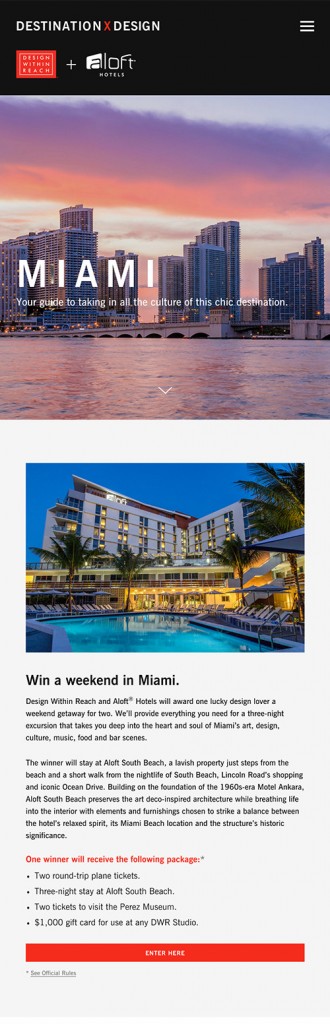 DESTINATION X DESIGN
DESIGN
WITHIN
REACH
+
aloft
HOTELS
MIAMI
Your guide to taking in all the culture of this chic destination.
Win a weekend in Miami.
Design Within Reach and Aloft® Hotels will award one lucky design lover a
weekend getaway for two. We'll provide everything you need for a three-night
excursion that takes you deep into the heart and soul of Miami's art, design,
culture, music, food and bar scenes.
The winner will stay at Aloft South Beach, a lavish property just steps from the
beach and a short walk from the nightlife of South Beach, Lincoln Road's shopping
and iconic Ocean Drive. Building on the foundation of the 1960s-era Motel Ankara,
Aloft South Beach preserves the art deco-inspired architecture while breathing life
into the interior with elements and furnishings chosen to strike a balance between
the hotel's relaxed spirit, its Miami Beach location and the structure's historic
significance.
One winner will receive the following package:*
• Two round-trip plane tickets.
• Three-night stay at Aloft South Beach.
• Two tickets to visit the Perez Museum.
• $1,000 gift card for use at any DWR Studio.
ENTER HERE
* See Official Rules